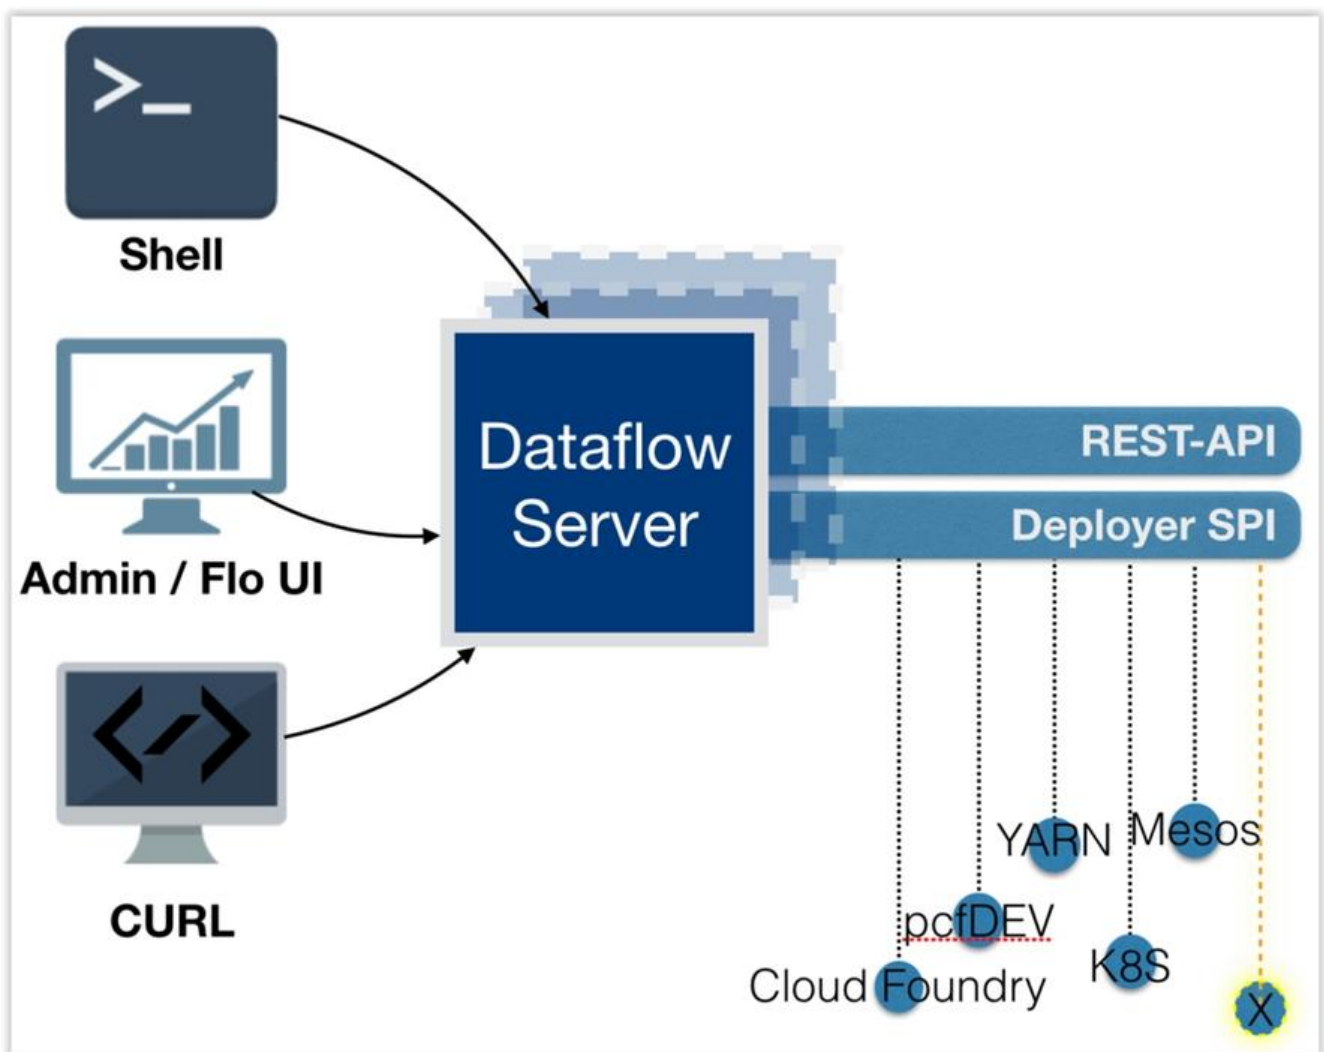 >_
Shell
Admin / Flo UI
</>
CURL
Dataflow
Server
REST-API
Deployer SPI
YARN
Mesos
pcfDEV
K8S
Cloud Foundry
X